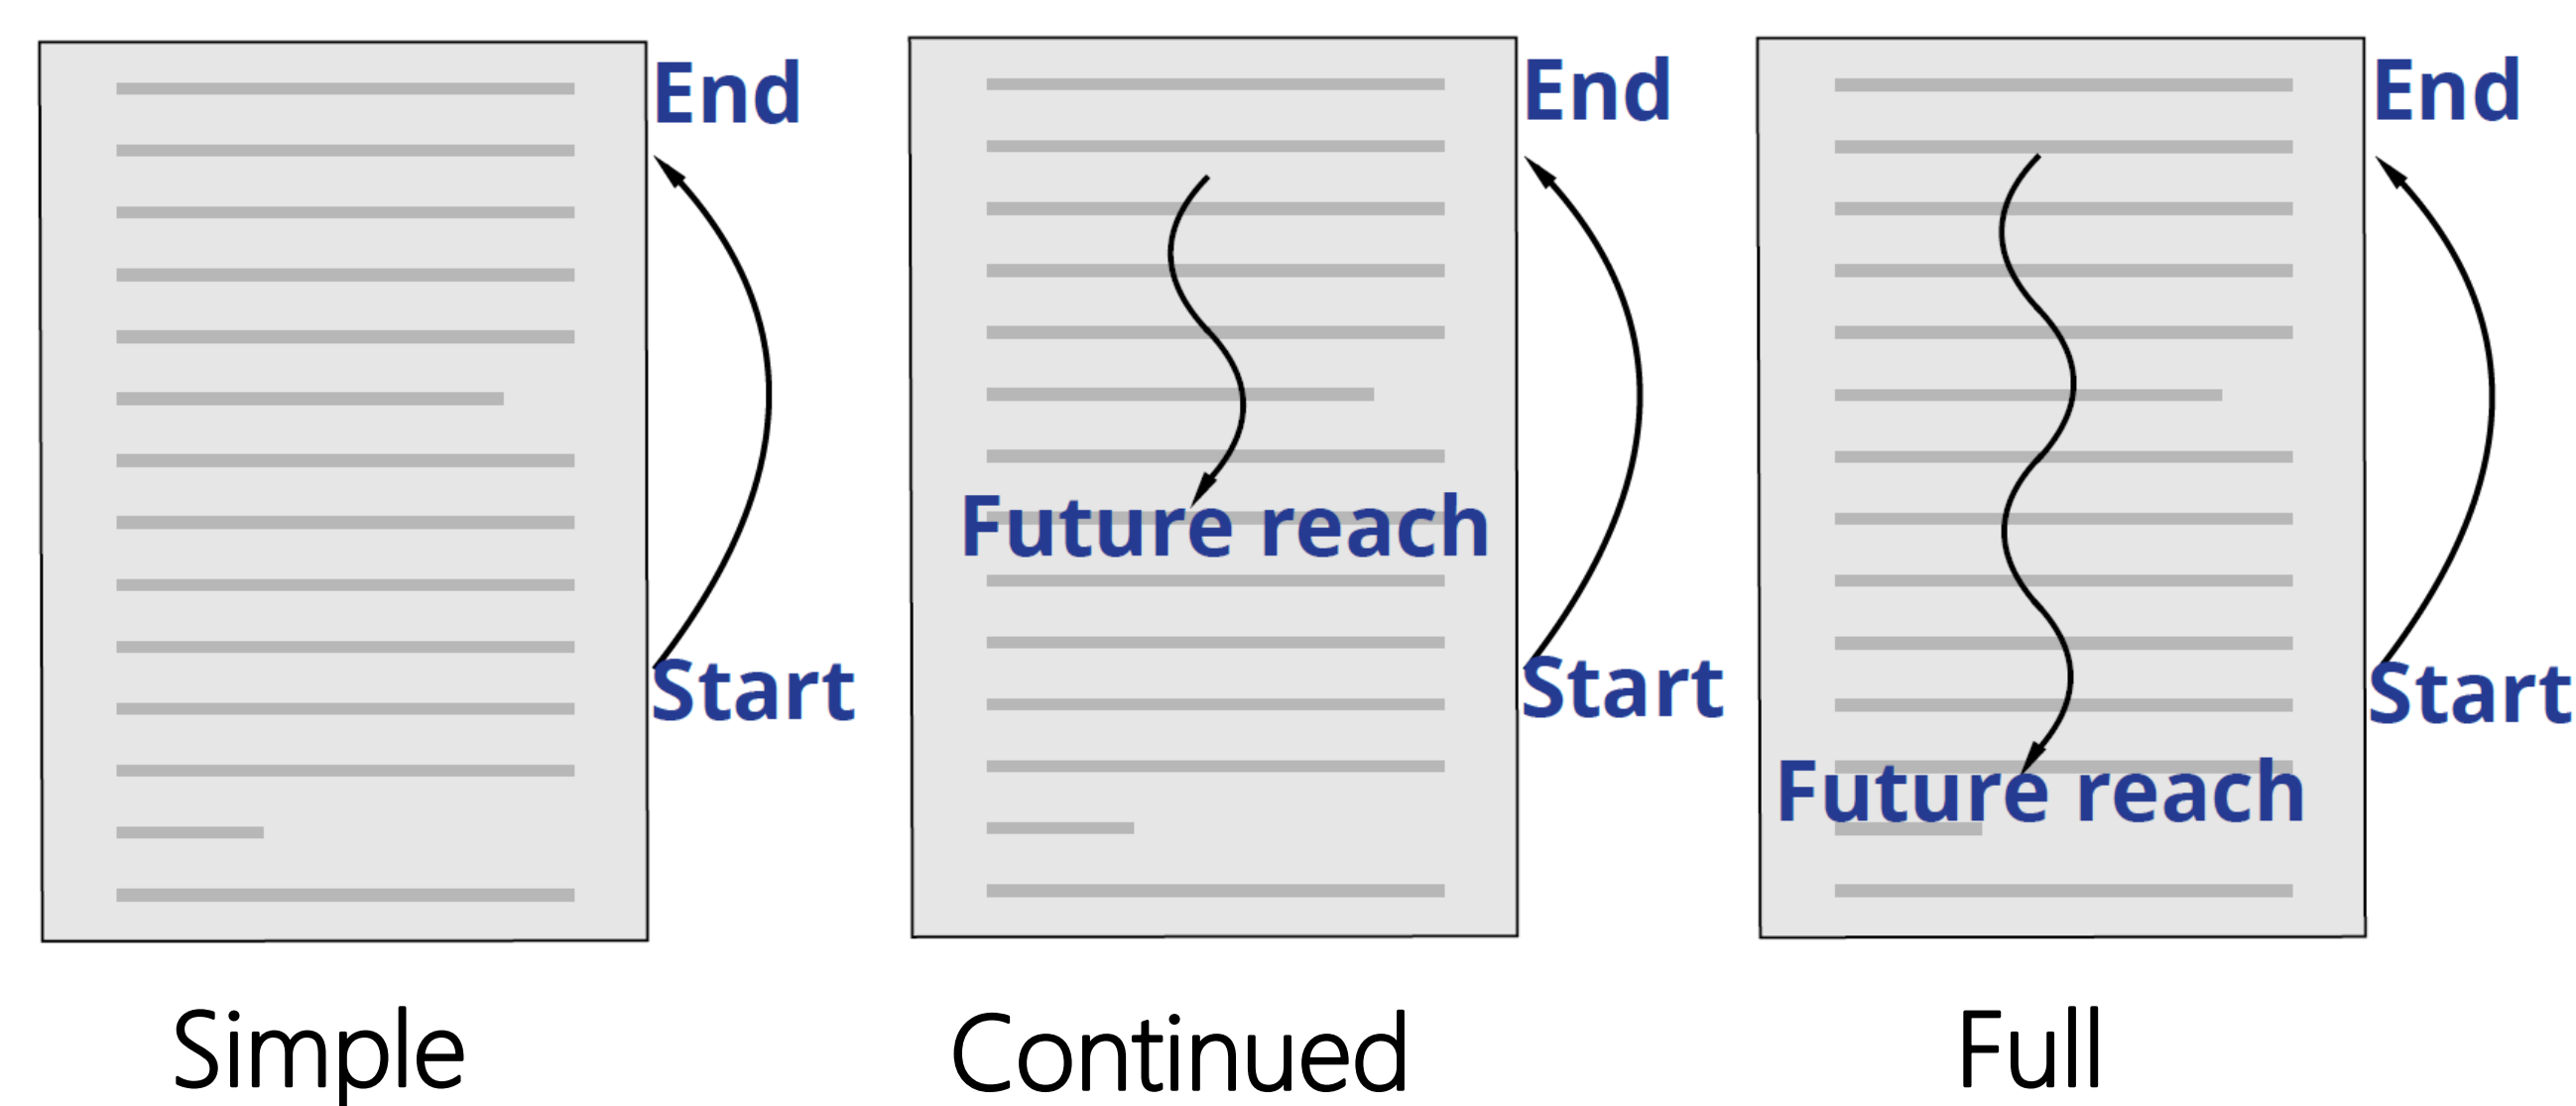 End
Start
Simple
End
Future reach
Start
Continued
End
Start
Future reach
Full